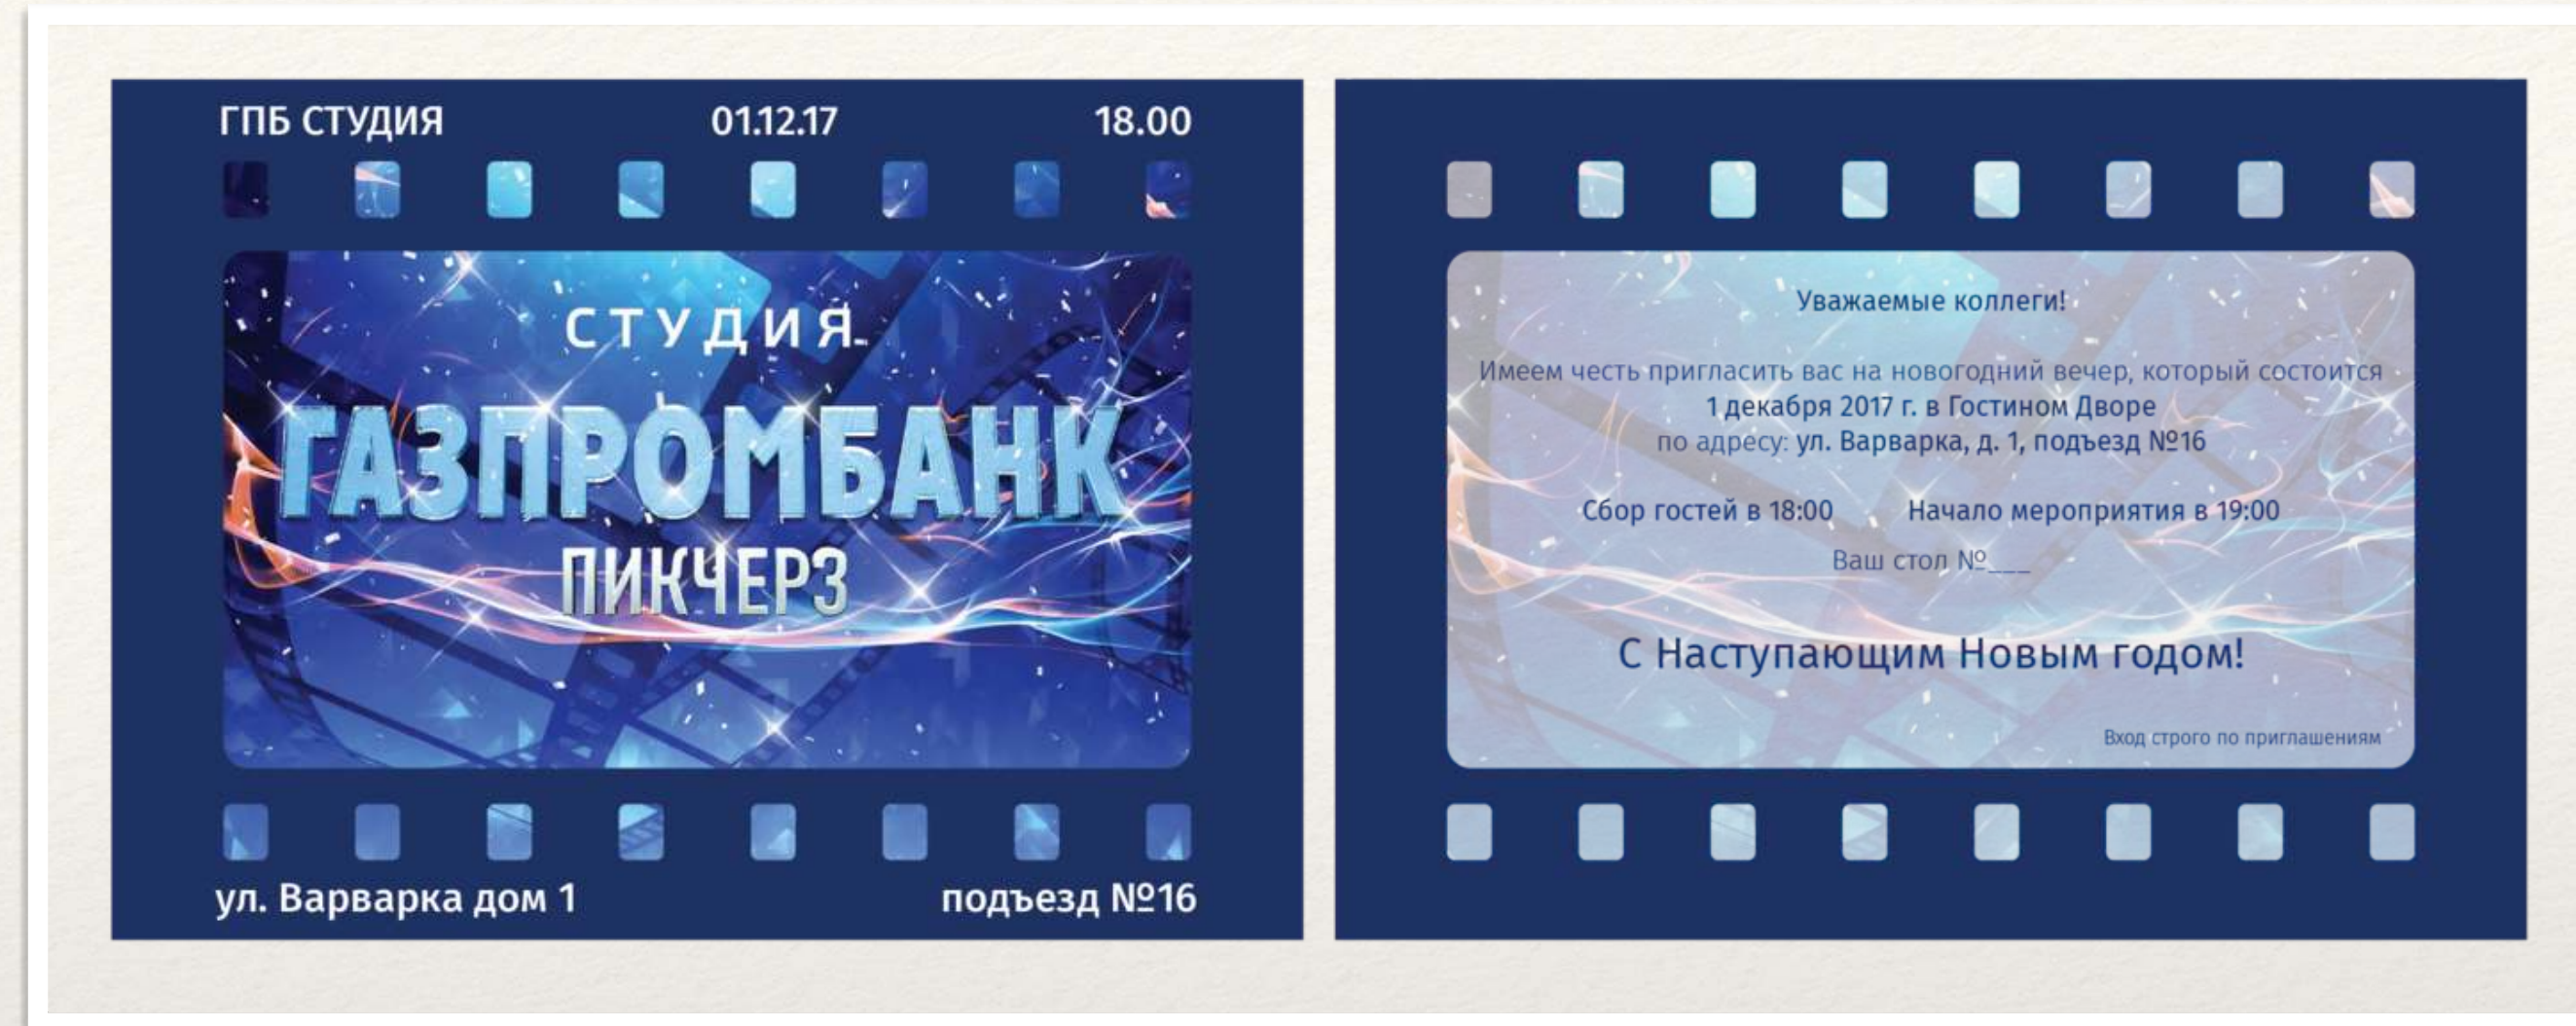 ГПБ СТУДИЯ 01.12.17 18.00
СТУДИЯ
ГАЗПРОМБАНК
ПИКЧЕРЗ
ул. Варварка дом 1 подъезд №16
Уважаемые коллеги!
Имеем честь пригласить вас на новогодний вечер, который состоится
1 декабря 2017 г. в Гостином Дворе
по адресу: ул. Варварка, д. 1, подъезд №16
Сбор гостей в 18:00 Начало мероприятия в 19:00
Ваш стол №___
С Наступающим Новым годом!
Вход строго по приглашениям